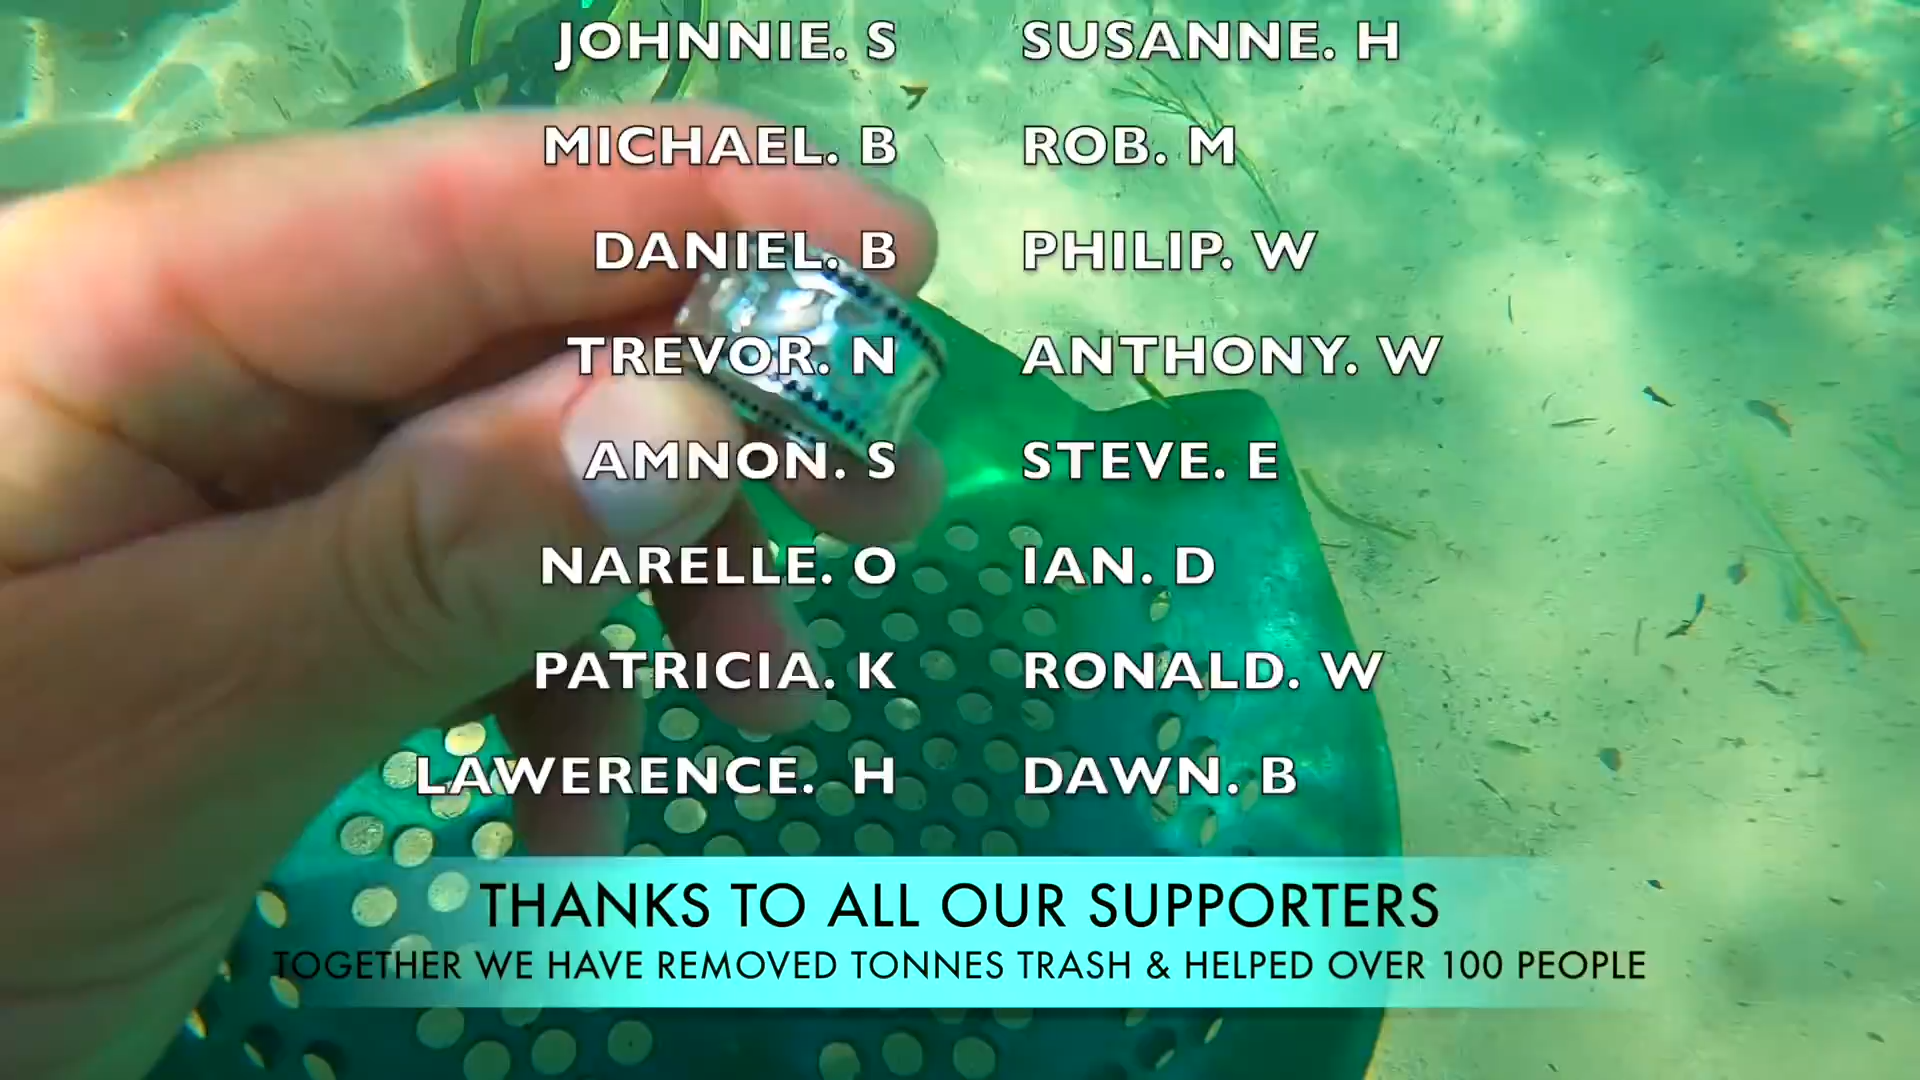 JOHNNIE. S SUSANNE. H
MICHAEL. B ROB. M
DANIEL. B PHILIP. W
TREVOR. N ANTHONY. W
AMNON. S STEVE. E
NARELLE. O IAN. D
PATRICIA. K RONALD. W
LAWERENCE. H DAWN. B
THANKS TO ALL OUR SUPPORTERS
TOGETHER WE HAVE REMOVED TONNES TRASH & HELPED OVER 100 PEOPLE